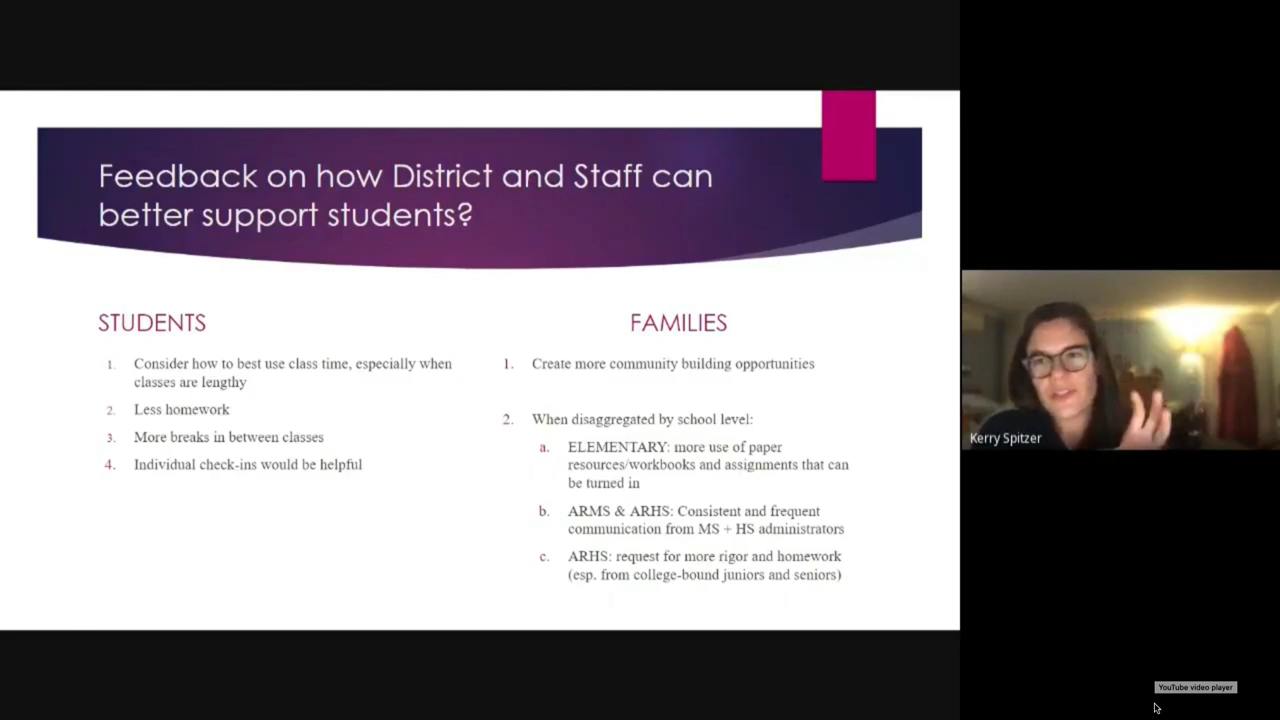 Feedback on how District and Staff can
better support students?
STUDENTS
1. Consider how to best use class time, especially when
classes are lengthy
2. Less homework
3. More breaks in between classes
4. Individual check-ins would be helpful
FAMILIES
1. Create more community building opportunities
2. When disaggregated by school level:
a. ELEMENTARY: more use of paper
resources/workbooks and assignments that can
be turned in
b. ARMS & ARHS: Consistent and frequent
communication from MS + HS administrators
c. ARHS: request for more rigor and homework
(esp. from college-bound juniors and seniors)
Kerry Spitzer
YouTube video player